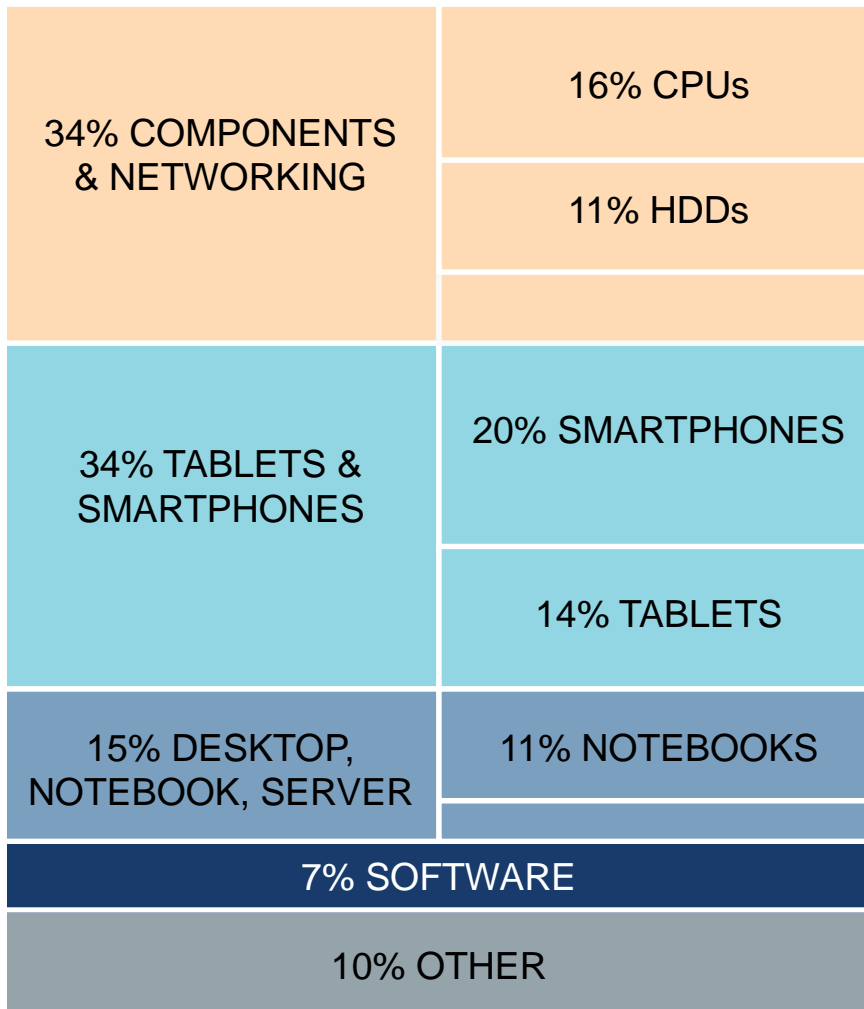 34% COMPONENTS
& NETWORKING
16% CPUs
11% HDDs
34% TABLETS &
SMARTPHONES
20% SMARTPHONES
14% TABLETS
15% DESKTOP,
NOTEBOOK, SERVER
11% NOTEBOOKS
7% SOFTWARE
10% OTHER